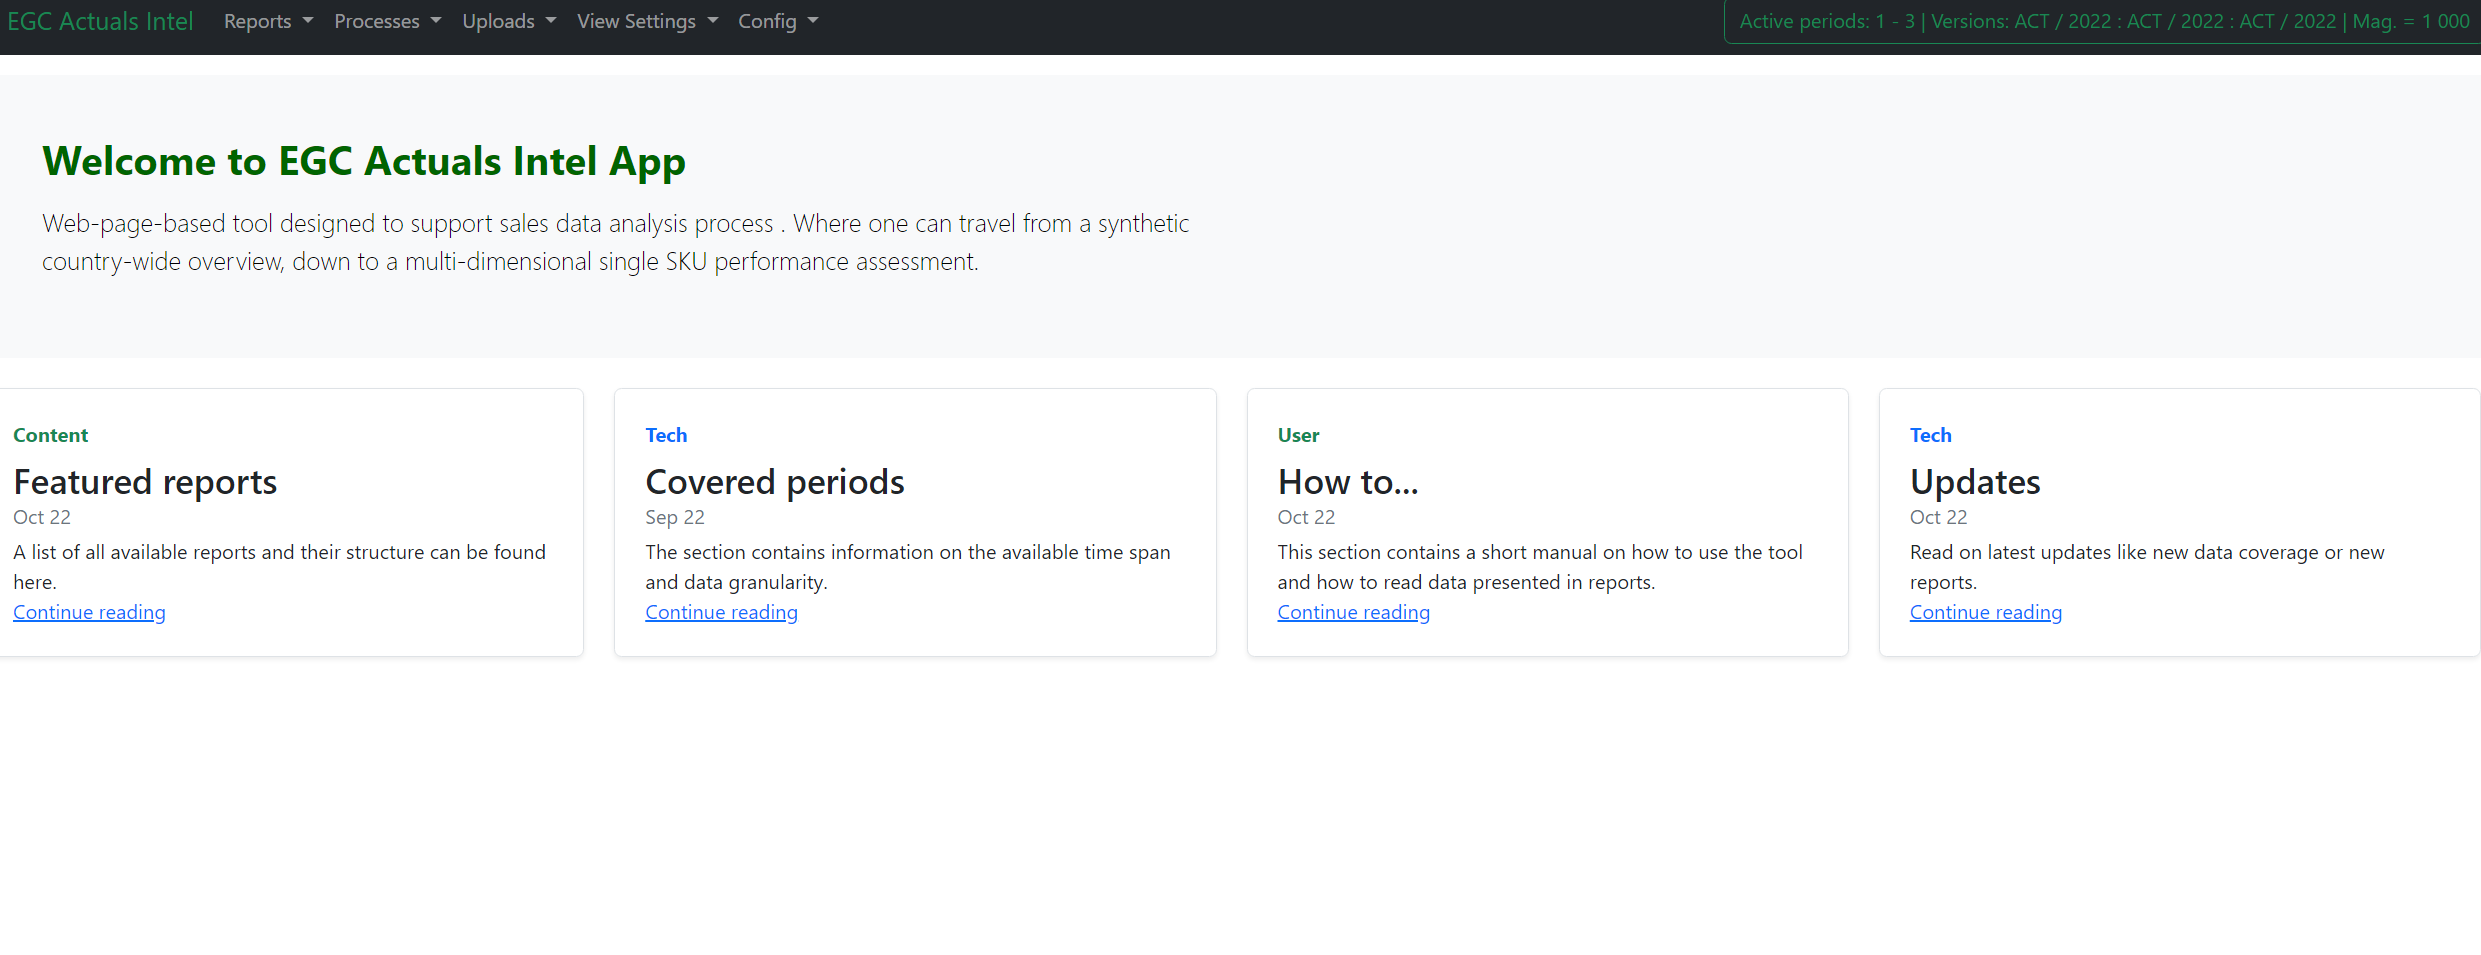 EGC Actuals Intel Reports Processes Uploads View Settings Config Active periods: 1 - 3 | Versions: ACT / 2022 : ACT / 2022 : ACT / 2022 | Mag. = 1 000
Welcome to EGC Actuals Intel App
Web-page-based tool designed to support sales data analysis process . Where one can travel from a synthetic
country-wide overview, down to a multi-dimensional single SKU performance assessment.
Content
Featured reports
Oct 22
A list of all available reports and their structure can be found
here.
Continue reading
Tech
Covered periods
Sep 22
The section contains information on the available time span
and data granularity.
Continue reading
User
How to...
Oct 22
This section contains a short manual on how to use the tool
and how to read data presented in reports.
Continue reading
Tech
Updates
Oct 22
Read on latest updates like new data coverage or new
reports.
Continue reading